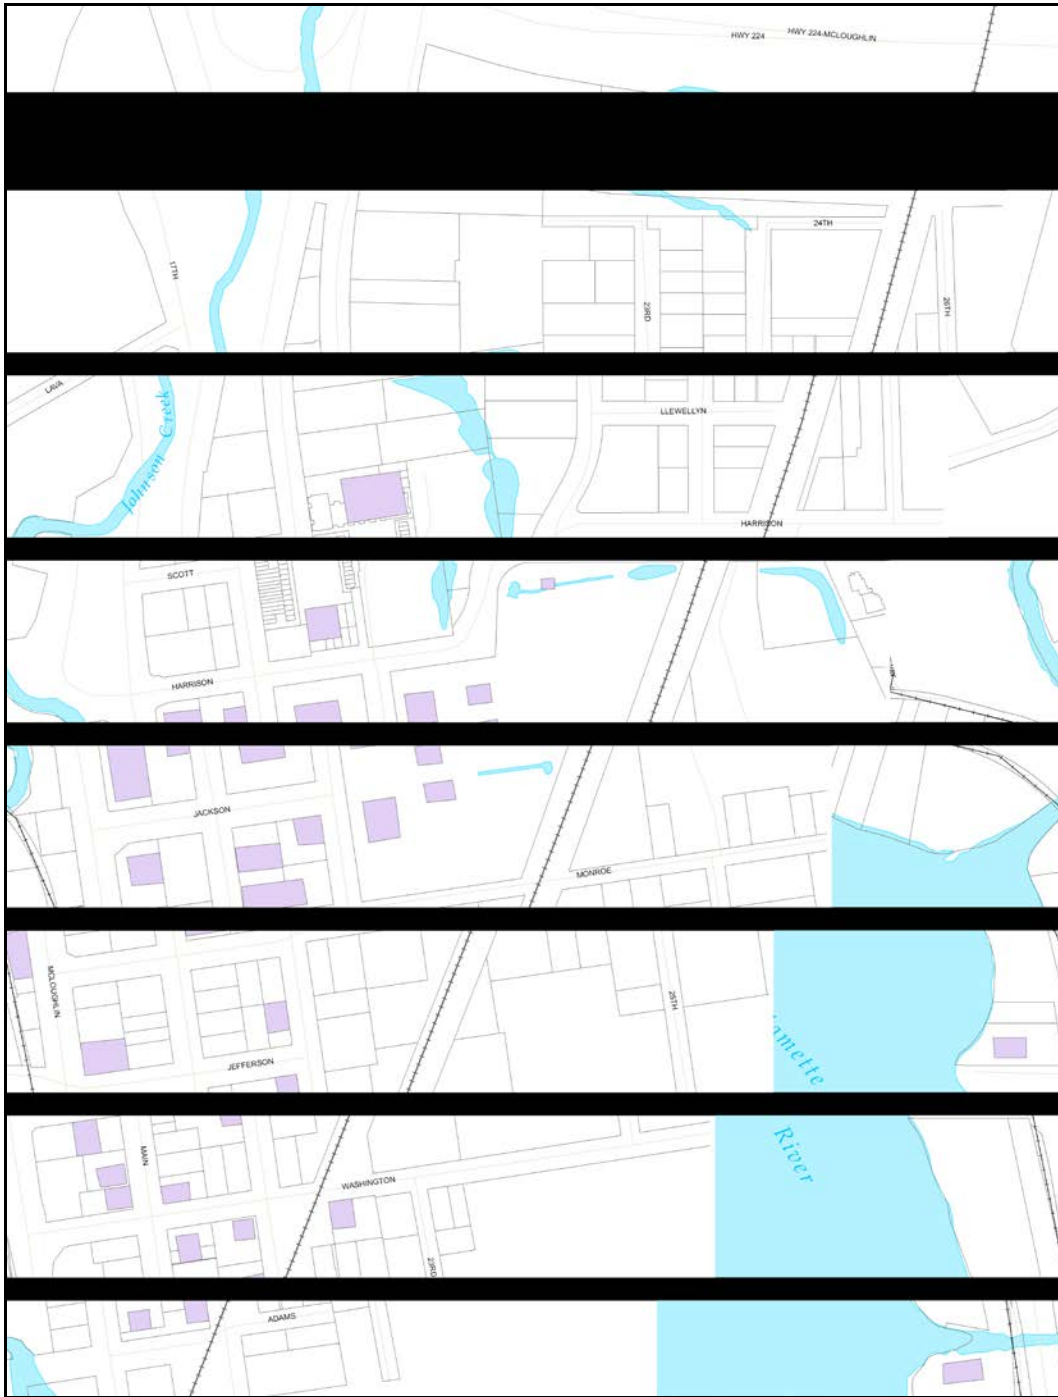 HWY 224
HWY 224-MCLOUGHLIN
17TH
24TH
23RD
26TH
LAVA
Johnson Creek
LLEWELLYN
HARRISON
SCOTT
HARRISON
JACKSON
MONROE
MCLOUGHLIN
25TH
JEFFERSON
lamette
MAIN
River
WASHINGTON
23RD
ADAMS